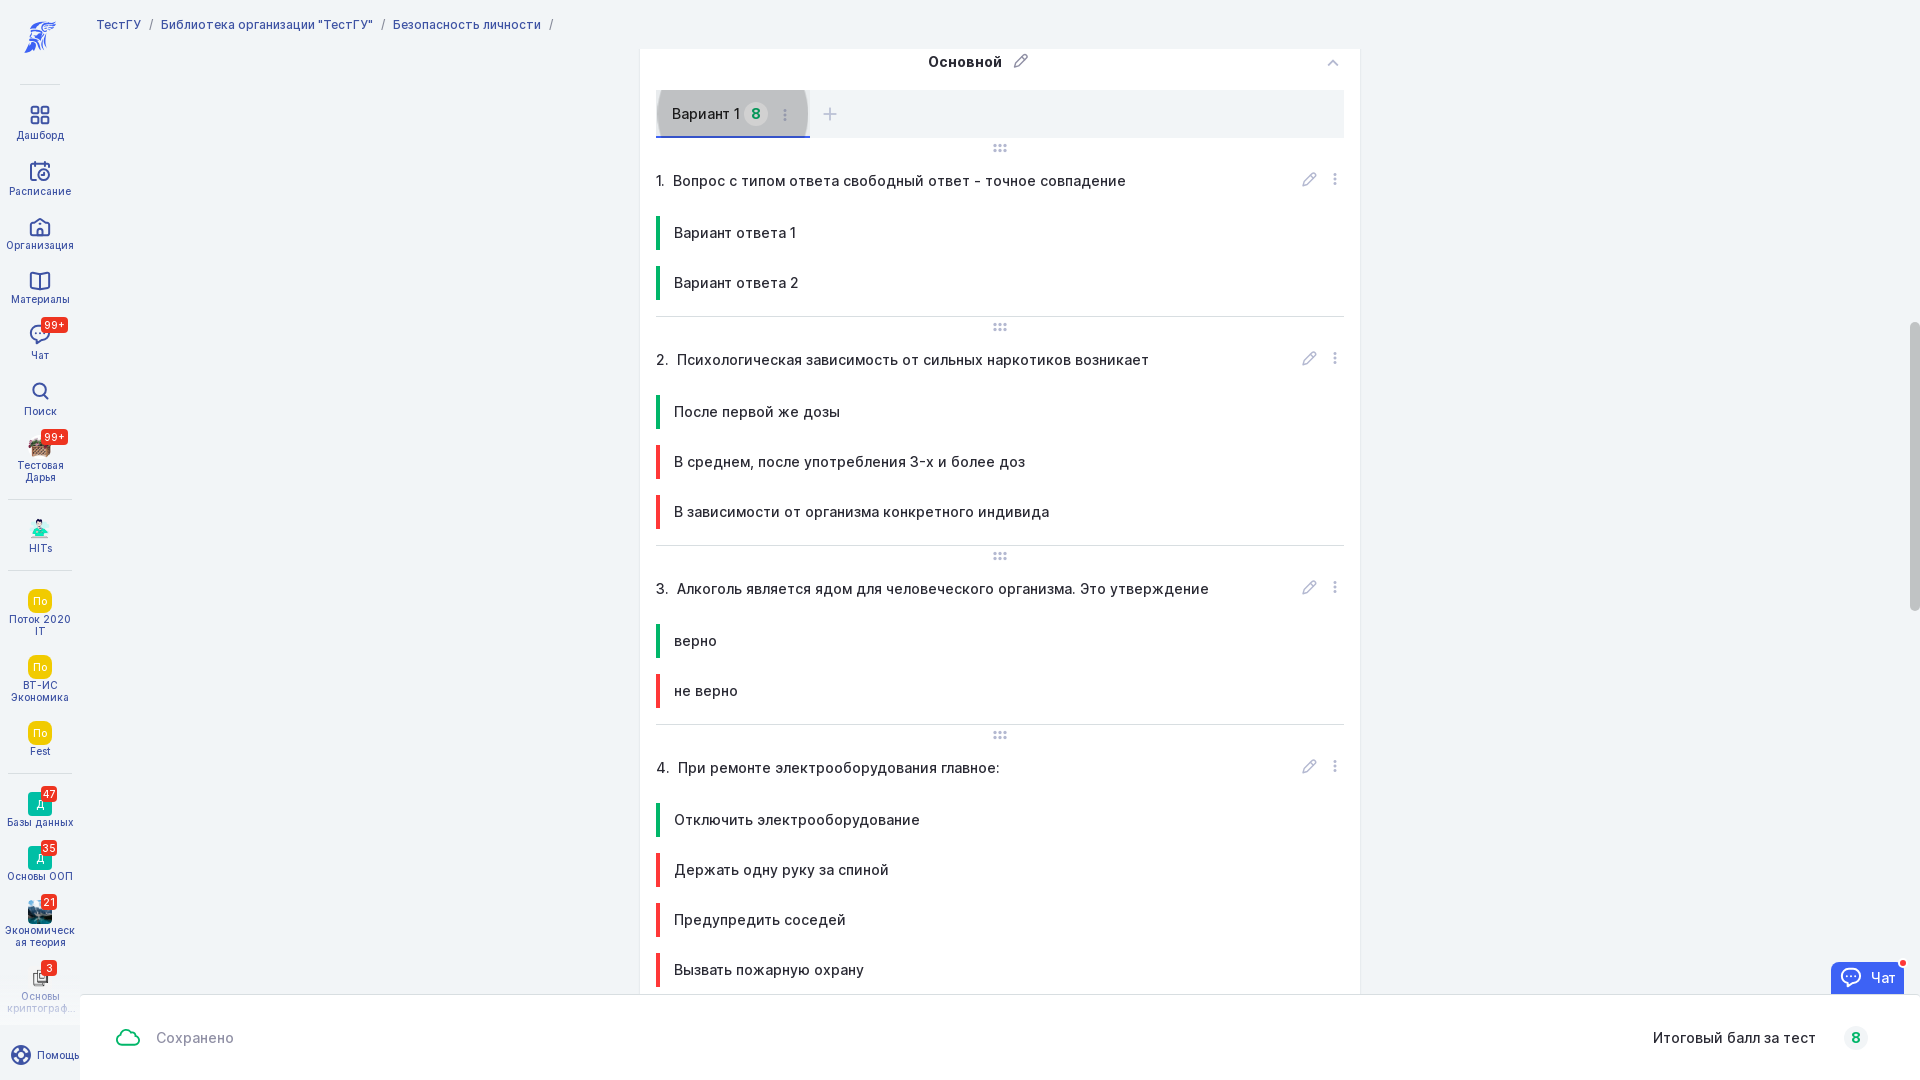 ТестГУ / Библиотека организации "ТестГУ" / Безопасность личности /
Дашборд
Расписание
Организация
Материалы
99+
Чат
Поиск
99+
Тестовая
Дарья
HITs
По
Поток 2020
IT
По
ВТ-ИС
Экономика
По
Fest
47
Д
Базы данных
35
Д
Основы ООП
21
Экономическ
ая теория
3
Основы
криптограф...
Помощь
Основной
Вариант 1 8
1. Вопрос с типом ответа свободный ответ - точное совпадение
Вариант ответа 1
Вариант ответа 2
2. Психологическая зависимость от сильных наркотиков возникает
После первой же дозы
В среднем, после употребления 3-х и более доз
В зависимости от организма конкретного индивида
3. Алкоголь является ядом для человеческого организма. Это утверждение
верно
не верно
4. При ремонте электрооборудования главное:
Отключить электрооборудование
Держать одну руку за спиной
Предупредить соседей
Вызвать пожарную охрану
Чат
Сохранено
Итоговый балл за тест 8